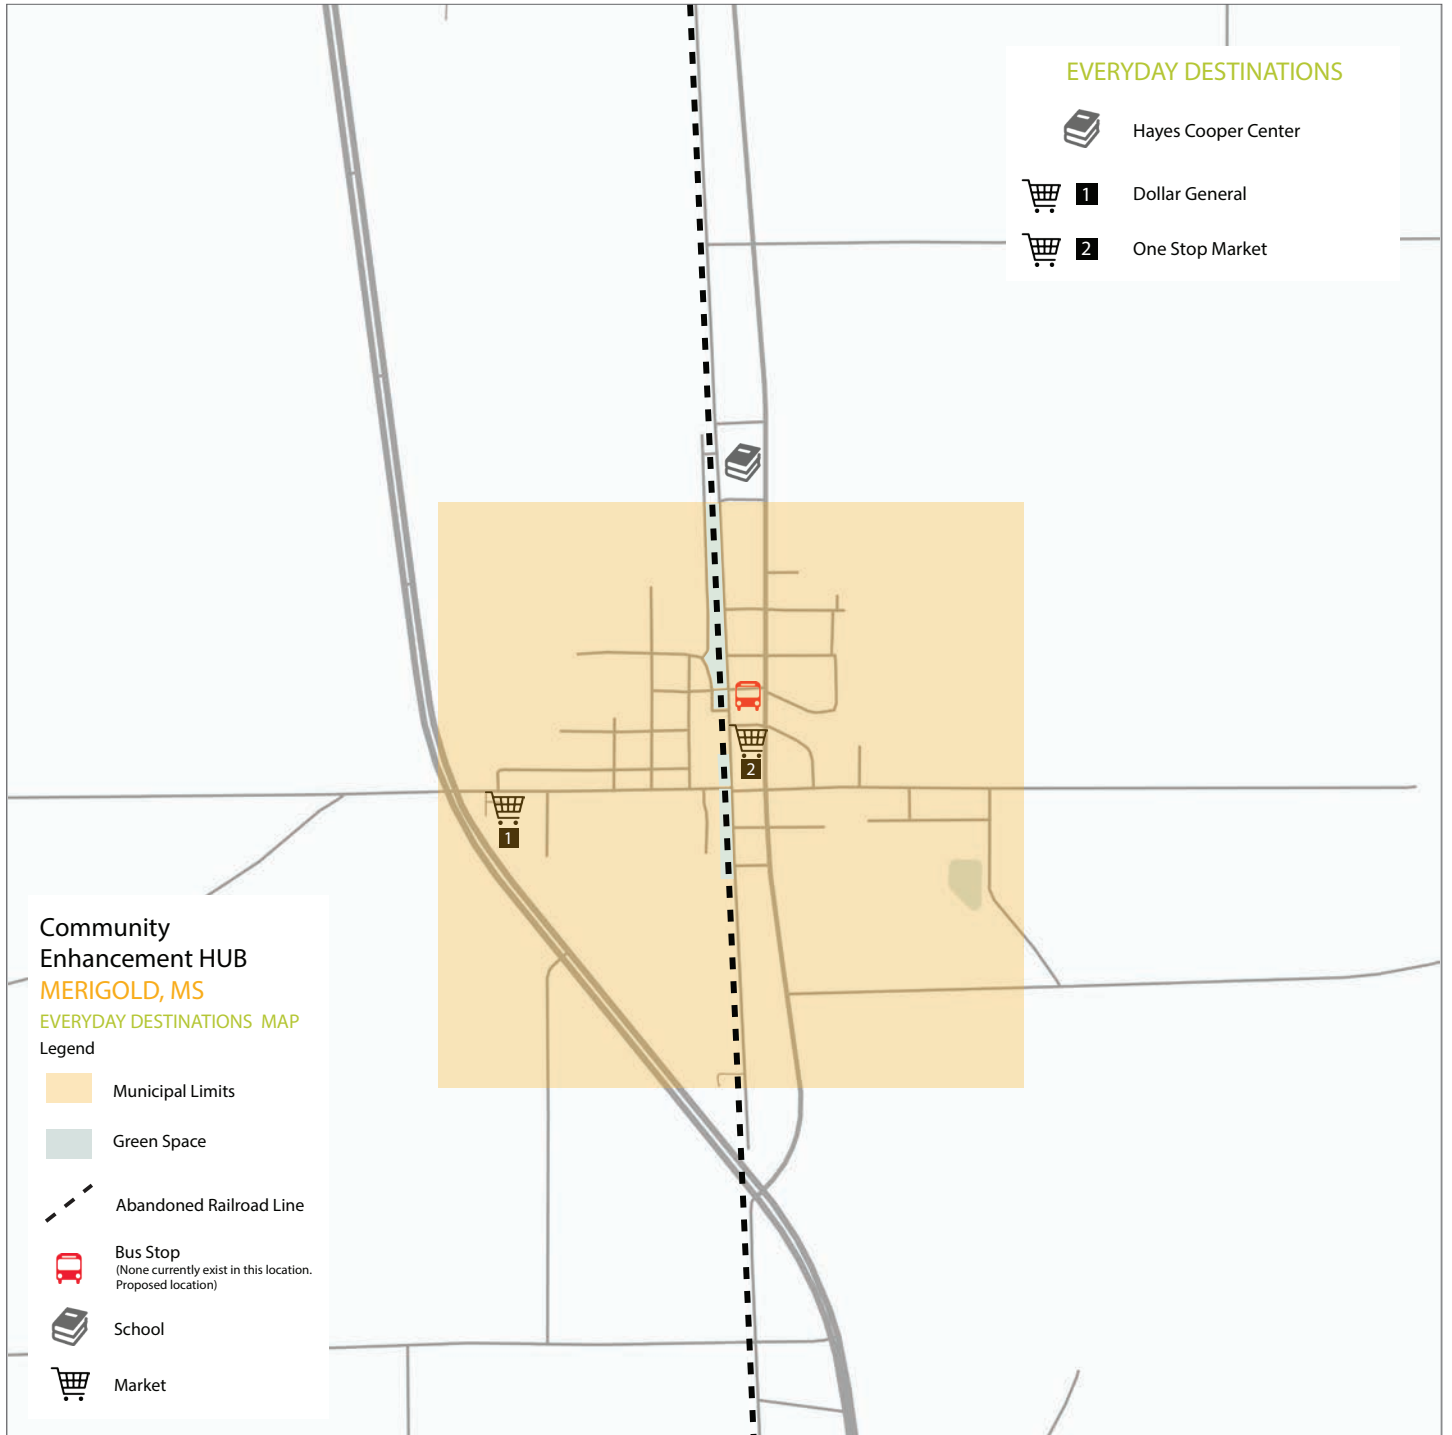 EVERYDAY DESTINATIONS
Hayes Cooper Center
1 Dollar General
2 One Stop Market
2
1
Community
Enhancement HUB
MERIGOLD, MS
EVERYDAY DESTINATIONS MAP
Legend
Municipal Limits
Green Space
Abandoned Railroad Line
Bus Stop
(None currently exist in this location.
Proposed location)
School
Market